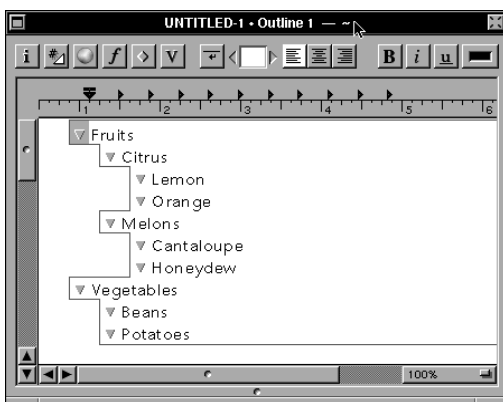 UNTITLED-1 • Outline 1 — ~
i f V B i u
1 2 3 4 5 6
Fruits
Citrus
Lemon
Orange
Melons
Cantaloupe
Honeydew
Vegetables
Beans
Potatoes
100%